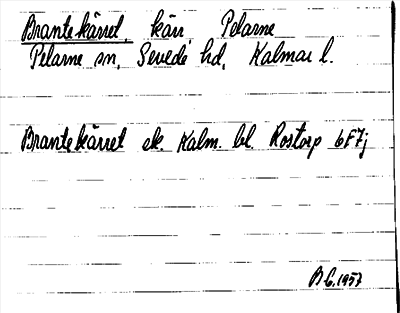 Brantekärret, kärr, Pelarne
Pelarne sn, Sevede hd, Kalmar l.
Brantekärret ek. Kalm. bl. Rostorp 6F7j
B G. 1957